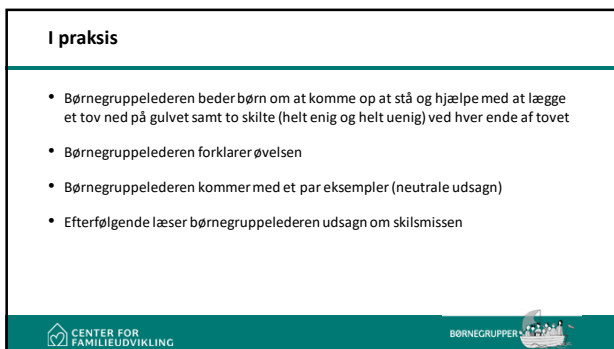 I praksis
• Børnegruppelederen beder børn om at komme op at stå og hjælpe med at lægge
et tov ned på gulvet samt to skilte (helt enig og helt uenig) ved hver ende af tovet
• Børnegruppelederen forklarer øvelsen
• Børnegruppelederen kommer med et par eksempler (neutrale udsagn)
• Efterfølgende læser børnegruppelederen udsagn om skilsmissen
CENTER FOR
FAMILIEUDVIKLING
BØRNEGRUPPER